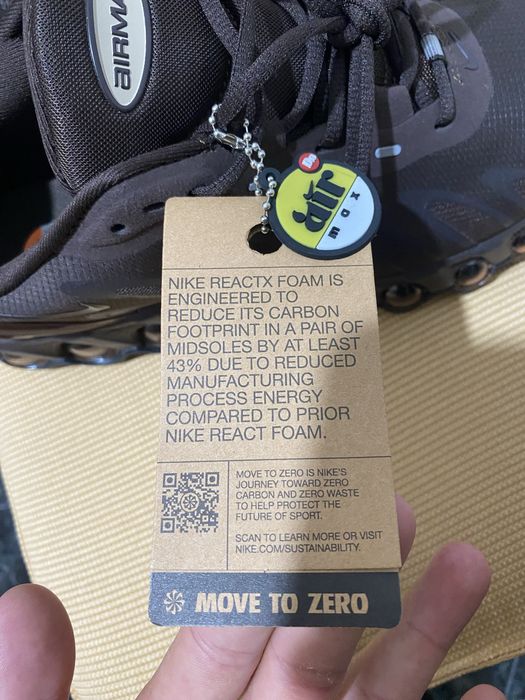 AIRMA
air
max
NIKE REACTX FOAM IS
ENGINEERED TO
REDUCE ITS CARBON
FOOTPRINT IN A PAIR OF
MIDSOLES BY AT LEAST
43% DUE TO REDUCED
MANUFACTURING
PROCESS ENERGY
COMPARED TO PRIOR
NIKE REACT FOAM.
MOVE TO ZERO IS NIKE'S
JOURNEY TOWARD ZERO
CARBON AND ZERO WASTE
TO HELP PROTECT THE
FUTURE OF SPORT.
SCAN TO LEARN MORE OR VISIT
NIKE.COM/SUSTAINABILITY.
MOVE TO ZERO